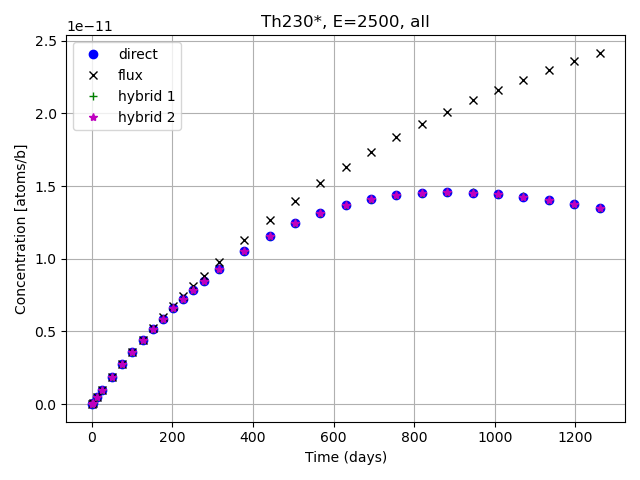 Th230*, E=2500, all
1e−11
direct
flux
hybrid 1
hybrid 2
Concentration [atoms/b]
2.5
2.0
1.5
1.0
0.5
0.0
0 200 400 600 800 1000 1200
Time (days)